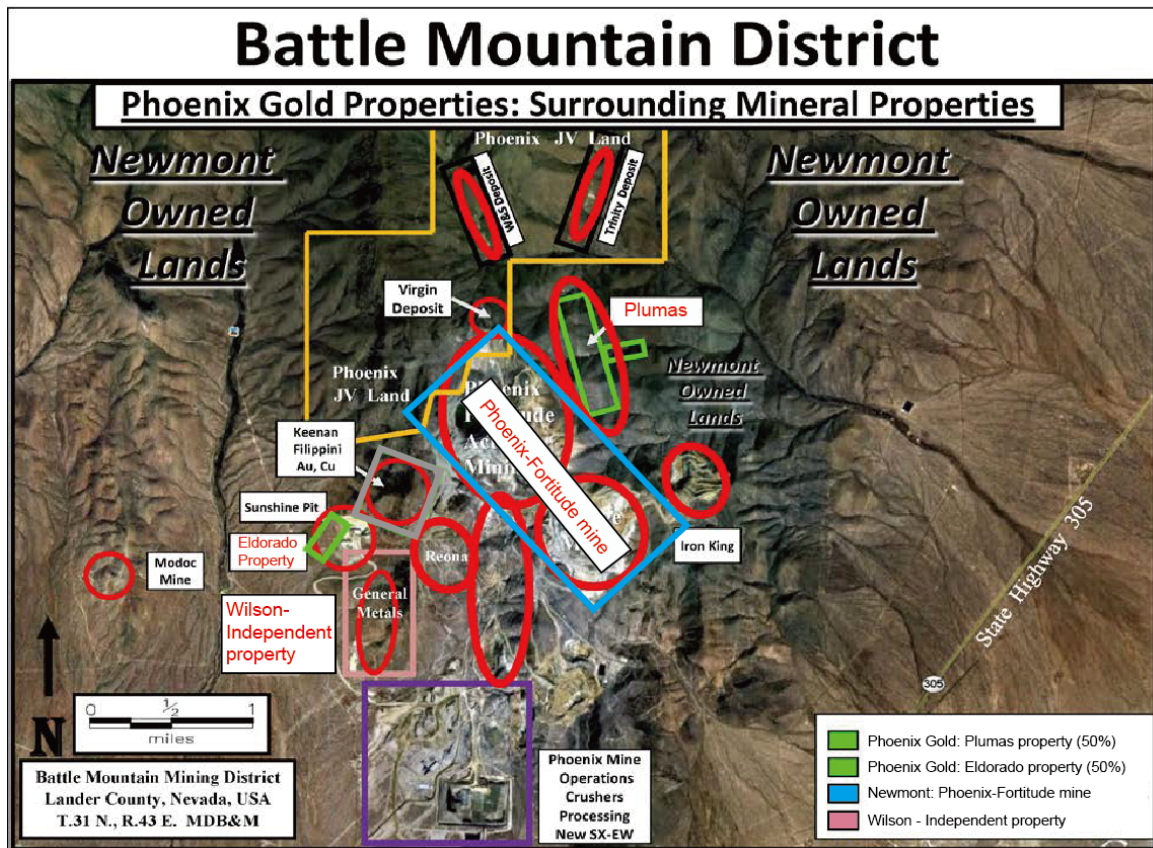 Battle Mountain District
Phoenix Gold Properties: Surrounding Mineral Properties
Newmont
Owned
Lands
Phoenix JV Land
W&S Deposit
Trinity Deposit
Newmont
Owned
Lands
Virgin
Deposit
Plumas
Phoenix
JV Land
Newmont
Owned
Lands
Phoenix
Phoenix-Fortitude mine
Keenan
Filippini
Au, Cu
Sunshine Pit
Eldorado
Property
Modoc
Mine
Reona
Iron King
General
Metals
Wilson-
Independent
property
State Highway 305
305
0 ½ 1
miles
N
Battle Mountain Mining District
Lander County, Nevada, USA
T.31 N., R.43 E. MDB&M
Phoenix Mine
Operations
Crushers
Processing
New SX-EW
Phoenix Gold: Plumas property (50%)
Phoenix Gold: Eldorado property (50%)
Newmont: Phoenix-Fortitude mine
Wilson - Independent property